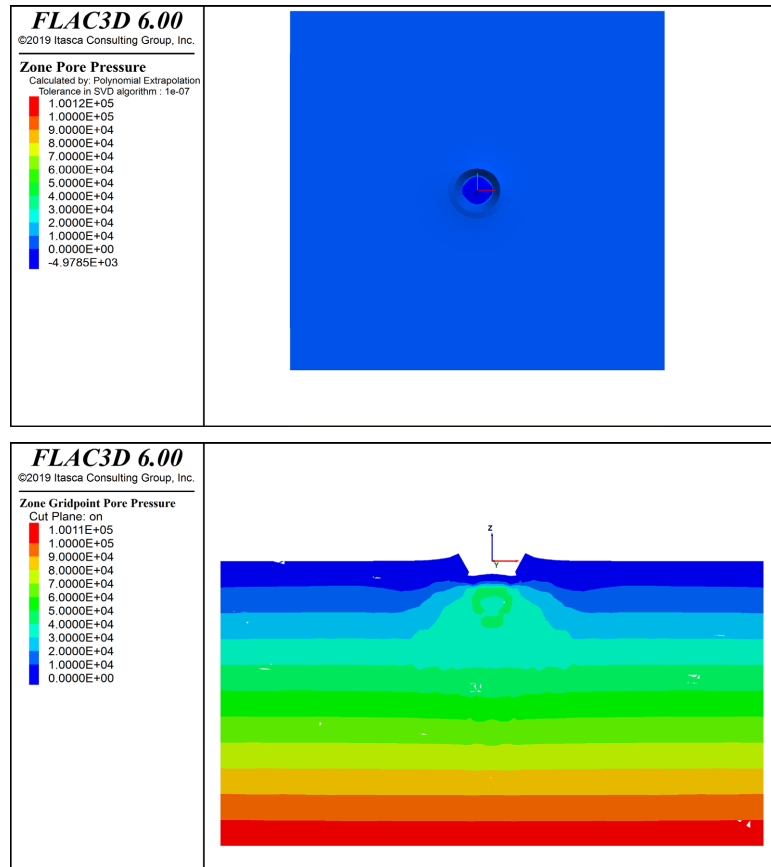 FLAC3D 6.00
©2019 Itasca Consulting Group, Inc.
Zone Pore Pressure
Calculated by: Polynomial Extrapolation
Tolerance in SVD algorithm : 1e-07
1.0012E+05
1.0000E+05
9.0000E+04
8.0000E+04
7.0000E+04
6.0000E+04
5.0000E+04
4.0000E+04
3.0000E+04
2.0000E+04
1.0000E+04
0.0000E+00
-4.9785E+03
FLAC3D 6.00
©2019 Itasca Consulting Group, Inc.
Zone Gridpoint Pore Pressure
Cut Plane: on
1.0011E+05
1.0000E+05
9.0000E+04
8.0000E+04
7.0000E+04
6.0000E+04
5.0000E+04
4.0000E+04
3.0000E+04
2.0000E+04
1.0000E+04
0.0000E+00
Z
Y